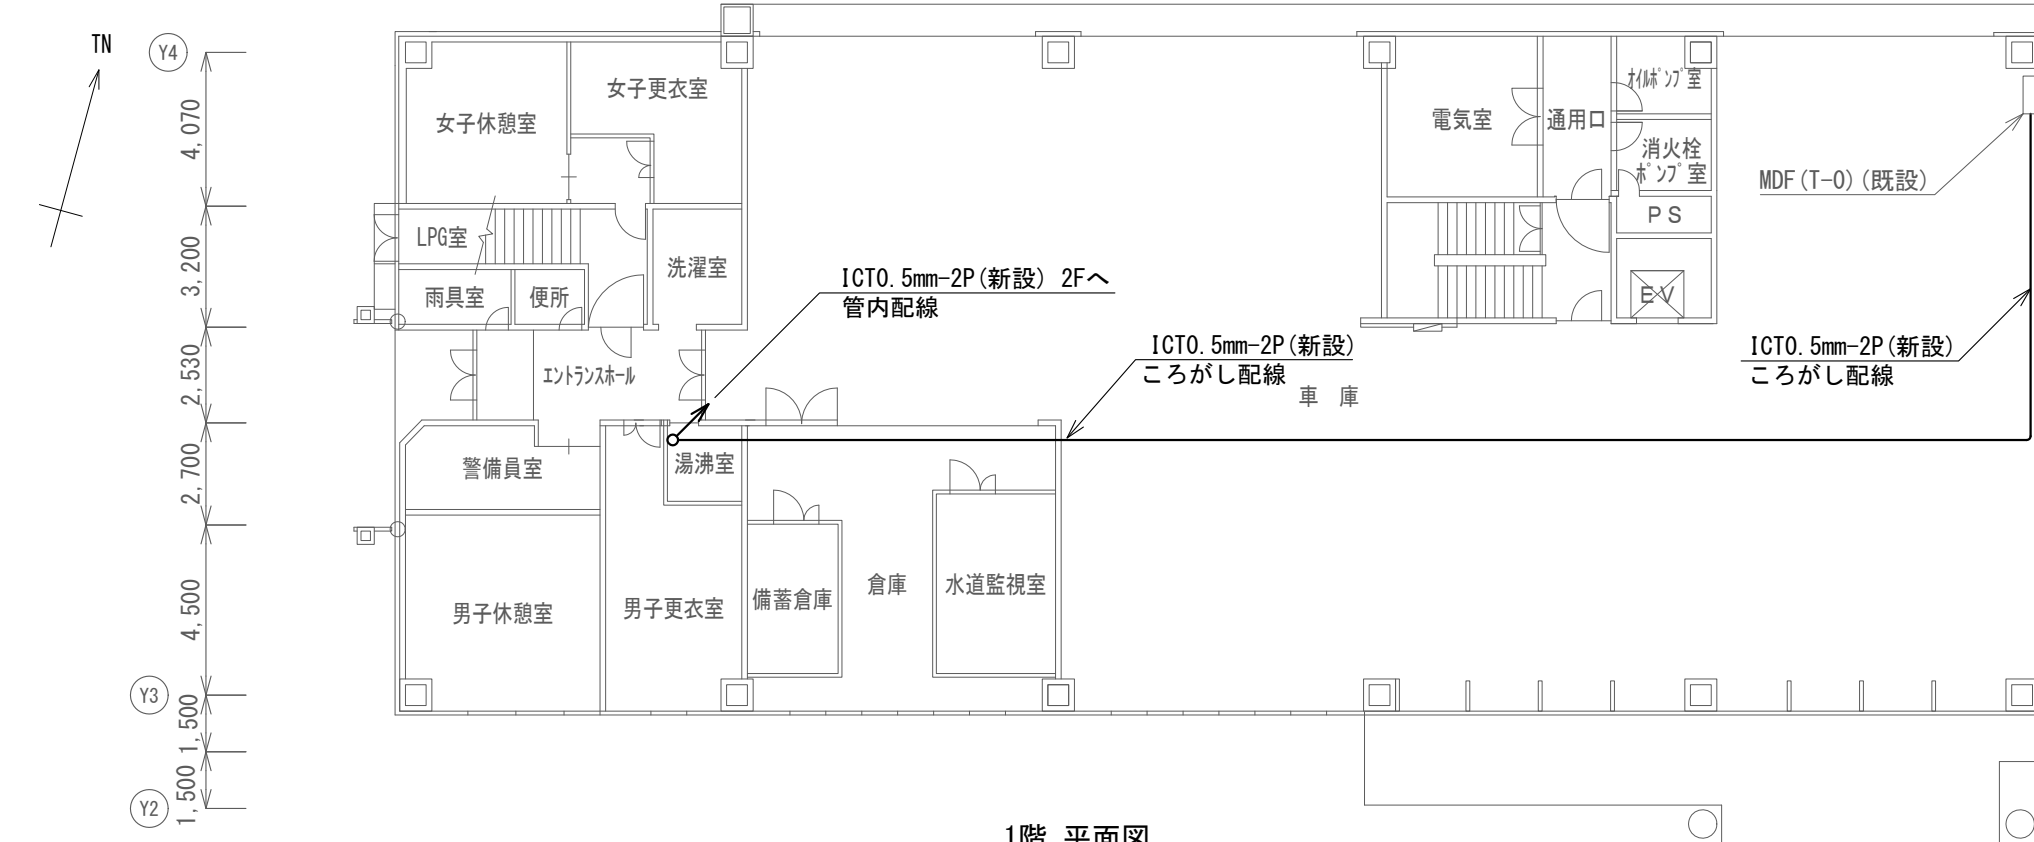 TN
Y4
4,070
3,200
2,530
2,700
4,500
Y3
1,500
1,500
Y2
女子休憩室
女子更衣室
LPG室
雨具室
便所
洗濯室
エントランスホール
警備員室
湯沸室
男子休憩室
男子更衣室
備蓄倉庫
倉庫
水道監視室
電気室
通用口
オイルポンプ室
消火栓
ポンプ室
PS
EV
車 庫
MDF(T-0)(既設)
ICT0.5mm-2P(新設) 2Fへ
管内配線
ICT0.5mm-2P(新設)
ころがし配線
ICT0.5mm-2P(新設)
ころがし配線
1階 平面図